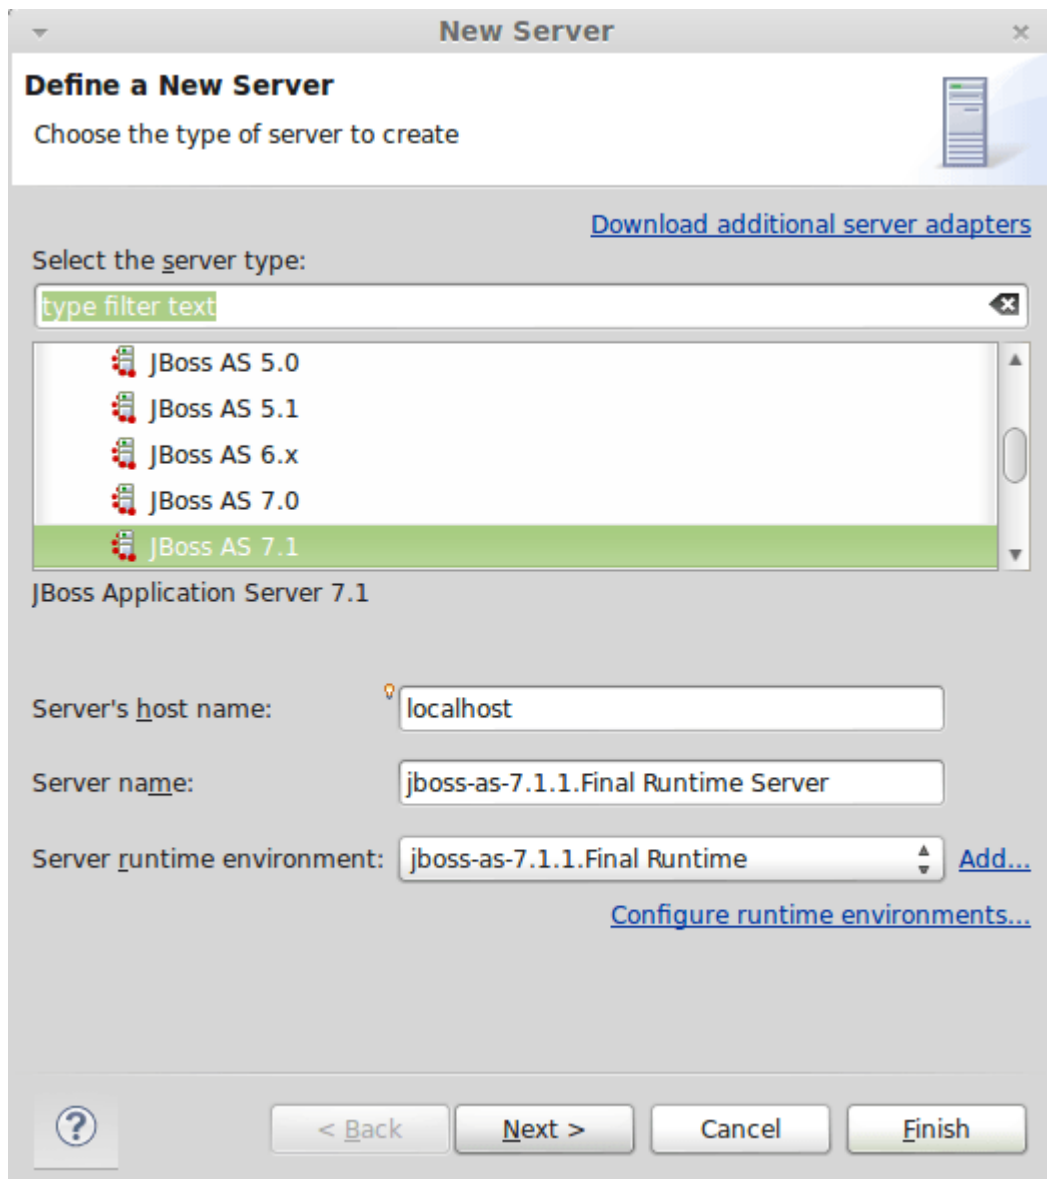 New Server
Define a New Server
Choose the type of server to create
Download additional server adapters
Select the server type:
type filter text
JBoss AS 5.0
JBoss AS 5.1
JBoss AS 6.x
JBoss AS 7.0
JBoss AS 7.1
JBoss Application Server 7.1
Server's host name: localhost
Server name: jboss-as-7.1.1.Final Runtime Server
Server runtime environment: jboss-as-7.1.1.Final Runtime Add...
Configure runtime environments...
? < Back Next > Cancel Finish